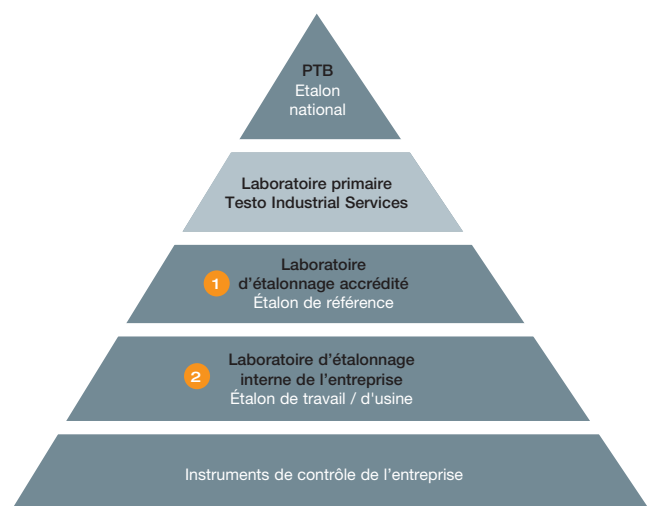 PTB
Etalon
national
Laboratoire primaire
Testo Industrial Services
Laboratoire
1 d’étalonnage accrédité
Étalon de référence
Laboratoire d’étalonnage
2 interne de l’entreprise
Étalon de travail / d'usine
Instruments de contrôle de l’entreprise